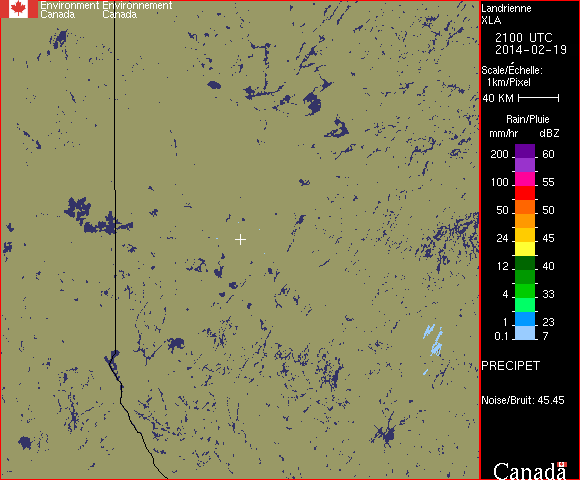 Environment Environnement
Canada Canada
Landrienne
XLA
2100 UTC
2014-02-19
Scale/Échelle:
1km/Pixel
40 KM
Rain/Pluie
mm/hr dBZ
200 60
100 55
50 50
24 45
12 40
4 33
1 23
0.1 7
PRECIPET
Noise/Bruit: 45.45
Canada